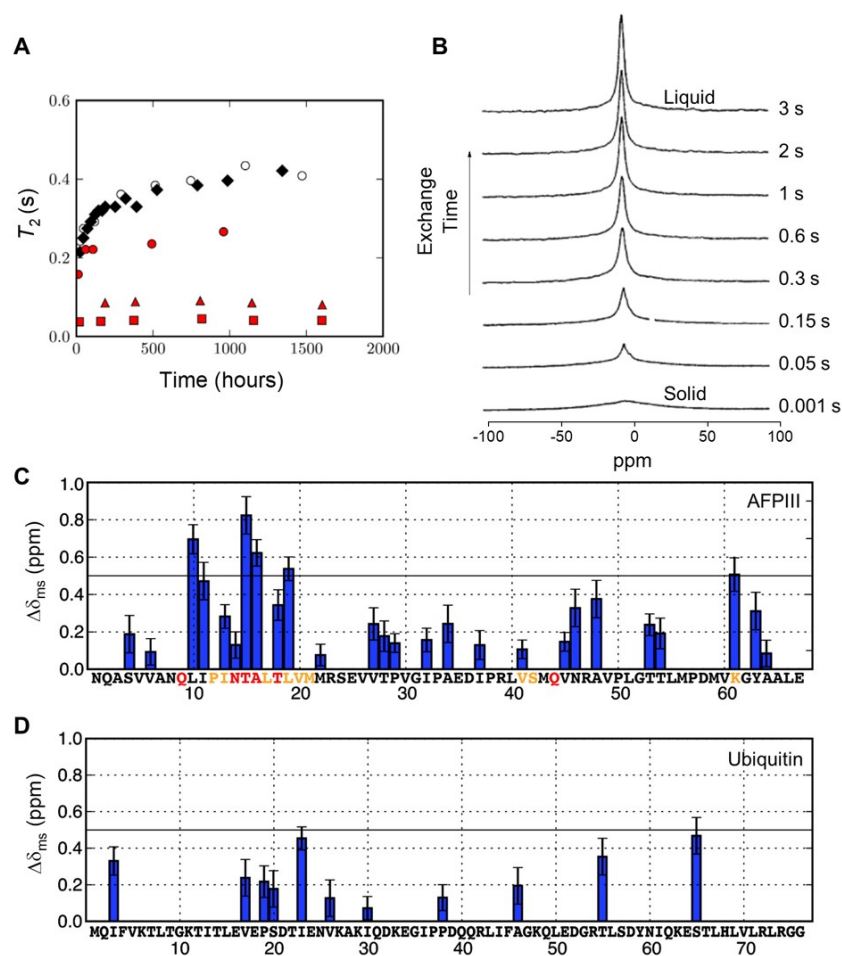 A
0.6
0.4
0.2
0.0
T2 (s)
0 500 1000 1500 2000
Time (hours)
B
Liquid
3 s
2 s
1 s
0.6 s
0.3 s
0.15 s
0.05 s
Solid
0.001 s
Exchange
Time
-100 -50 0 50 100
ppm
C
AFPIII
1.0
0.8
0.6
0.4
0.2
0.0
Δδms (ppm)
NQASVVANQLIPINTALTLVMMRSEVVTPVGIPAEDIPRLVSMQVNRAVPLGTTLMPDMVKGYAALE
10 20 30 40 50 60
D
Ubiquitin
1.0
0.8
0.6
0.4
0.2
0.0
Δδms (ppm)
MQIFVKTLTGKTITLEVEPSDTIENVKAKIQDKEGIPPDQQRLIFAGKQLEDGRTLSDYNIQKESTLHLVLRLRGG
10 20 30 40 50 60 70